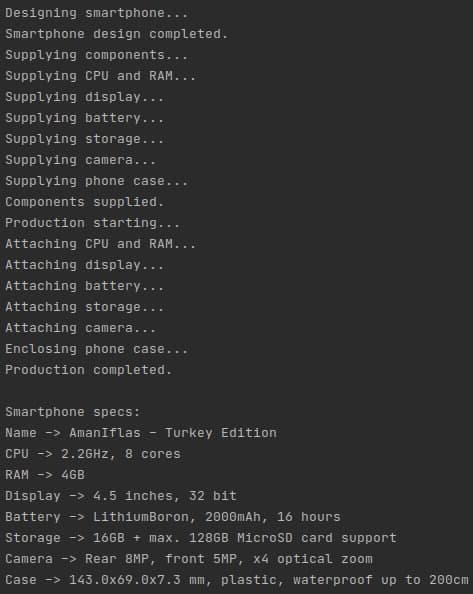 Designing smartphone...
Smartphone design completed.
Supplying components...
Supplying CPU and RAM...
Supplying display...
Supplying battery...
Supplying storage...
Supplying camera...
Supplying phone case...
Components supplied.
Production starting...
Attaching CPU and RAM...
Attaching display...
Attaching battery...
Attaching storage...
Attaching camera...
Enclosing phone case...
Production completed.

Smartphone specs:
Name -> AmanIflas - Turkey Edition
CPU -> 2.2GHz, 8 cores
RAM -> 4GB
Display -> 4.5 inches, 32 bit
Battery -> LithiumBoron, 2000mAh, 16 hours
Storage -> 16GB + max. 128GB MicroSD card support
Camera -> Rear 8MP, front 5MP, x4 optical zoom
Case -> 143.0x69.0x7.3 mm, plastic, waterproof up to 200cm